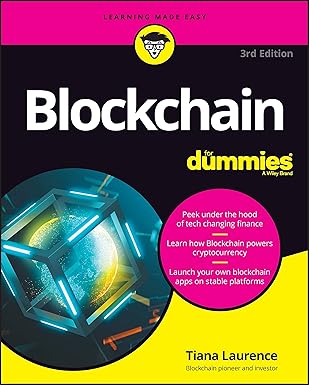 LEARNING MADE EASY
3rd Edition
Blockchain
for
dummies
A Wiley Brand
Peek under the hood
of tech changing finance
Learn how Blockchain powers
cryptocurrency
Launch your own blockchain
apps on stable platforms
Tiana Laurence
Blockchain pioneer and investor